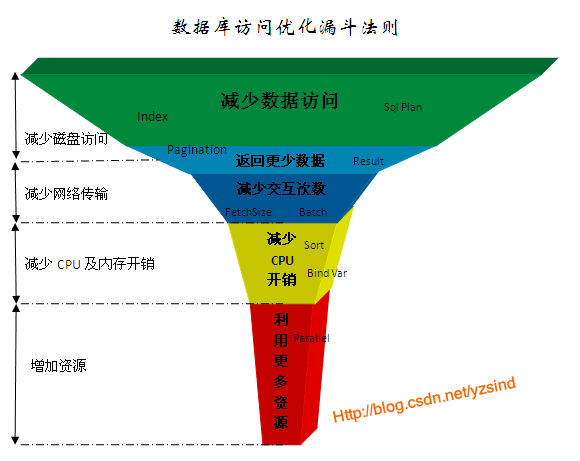 数据库访问优化漏斗法则
减少数据访问
Sql Plan
Index
减少磁盘访问
Pagination
返回更少数据
Result
减少交互次数
减少网络传输
FetchSize
Batch
减少
Sort
CPU
减少 CPU 及内存开销
Bind Var
开销
利
用
Parallel
更
多
资
源
增加资源
Http://blog.csdn.net/yzsind